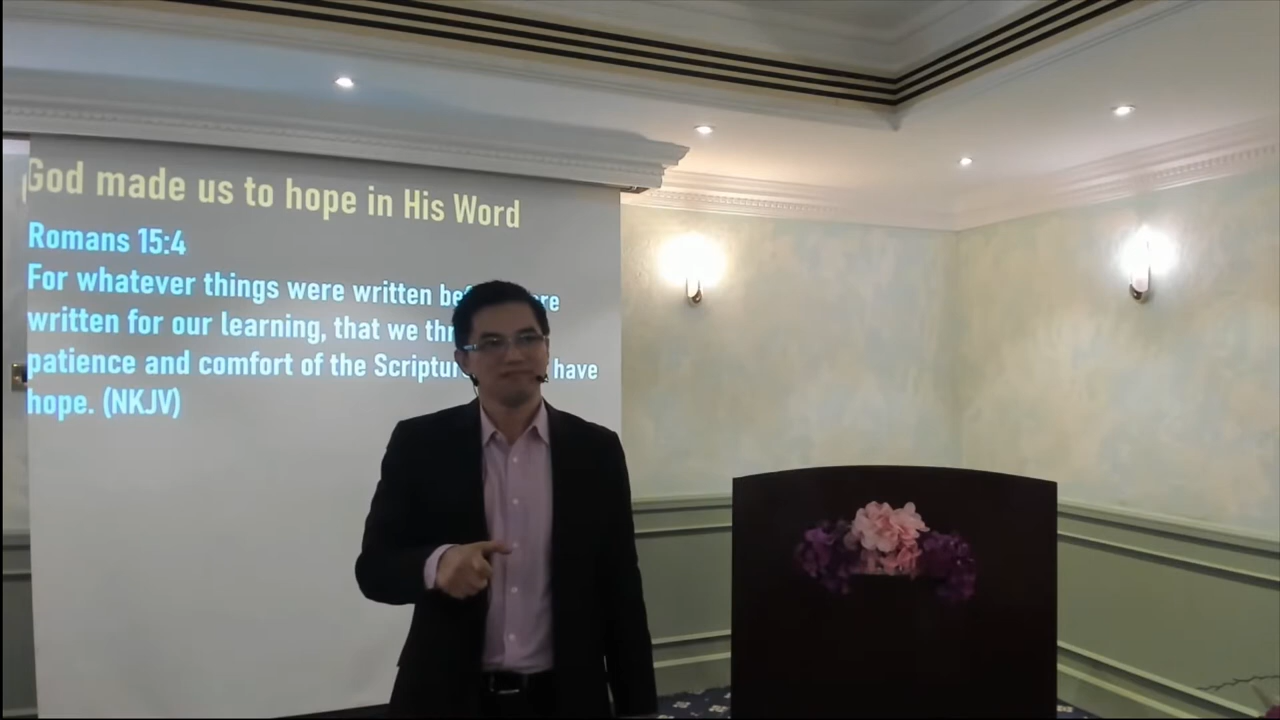 God made us to hope in His Word
Romans 15:4
For whatever things were written
written for our learning, that we
patience and comfort of the have
hope. (NKJV)